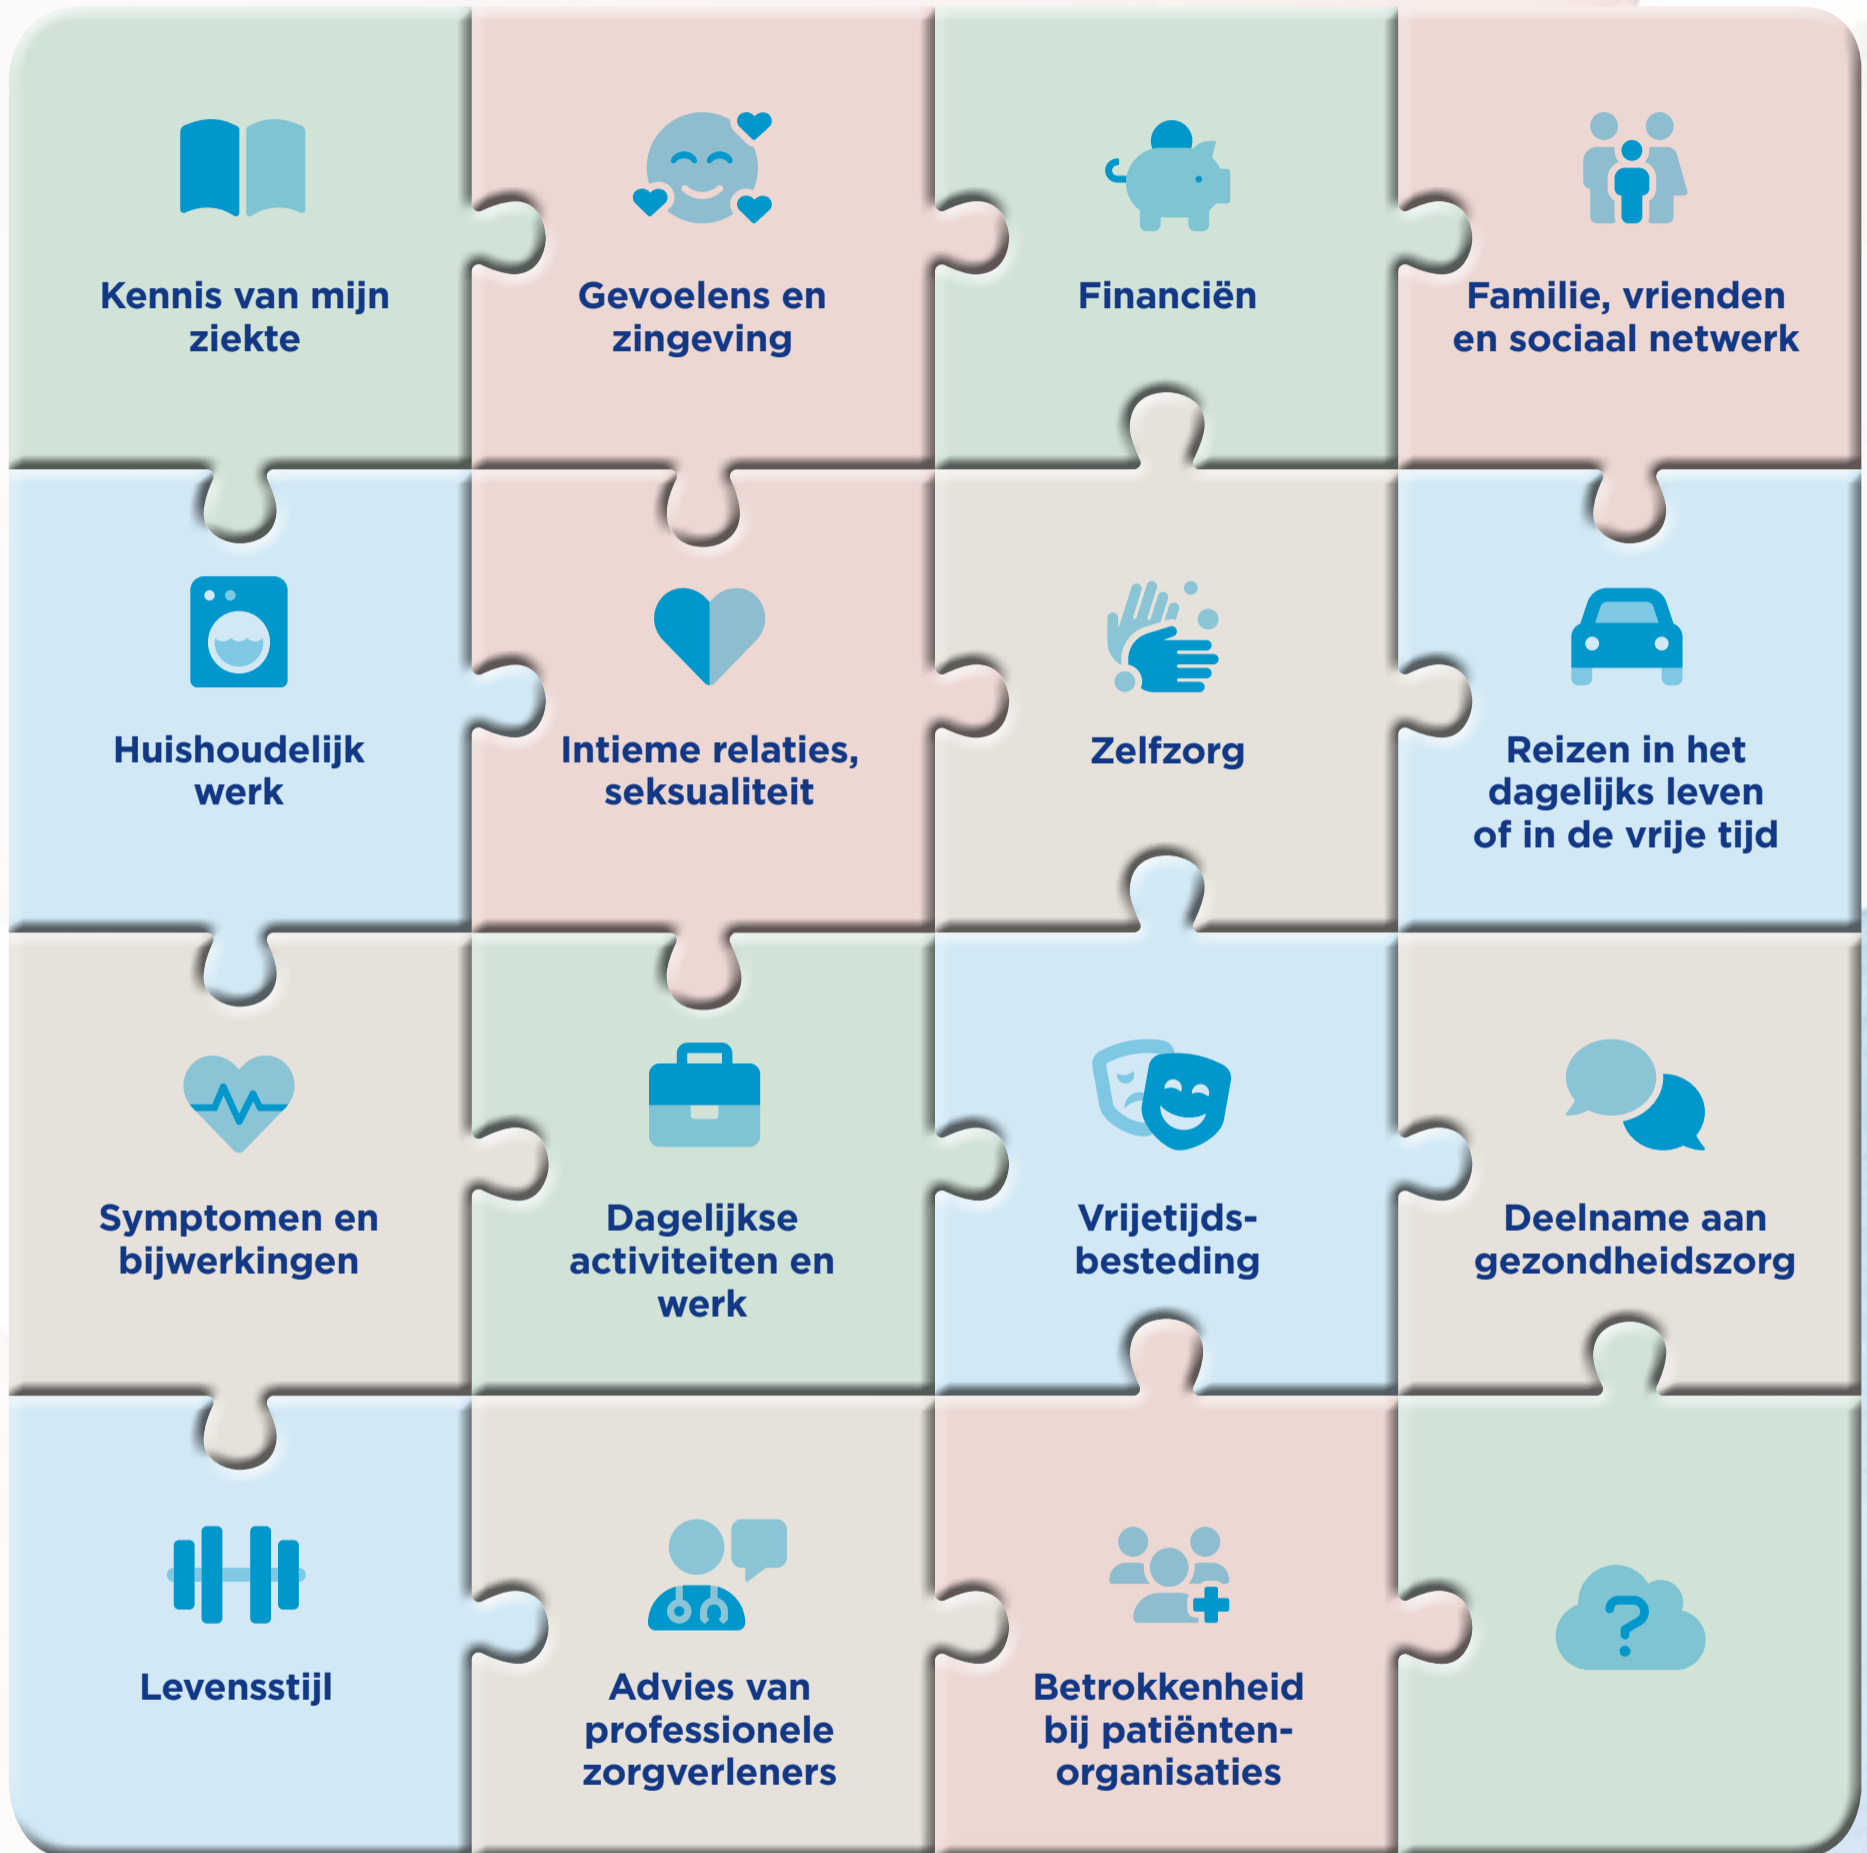 Kennis van mijn
ziekte
Gevoelens en
zingeving
Financiën
Familie, vrienden
en sociaal netwerk
Huishoudelijk
werk
Intieme relaties,
seksualiteit
Zelfzorg
Reizen in het
dagelijks leven
of in de vrije tijd
Symptomen en
bijwerkingen
Dagelijkse
activiteiten en
werk
Vrijetijds-
besteding
Deelname aan
gezondheidszorg
Levensstijl
Advies van
professionele
zorgverleners
Betrokkenheid
bij patiënten-
organisaties
?